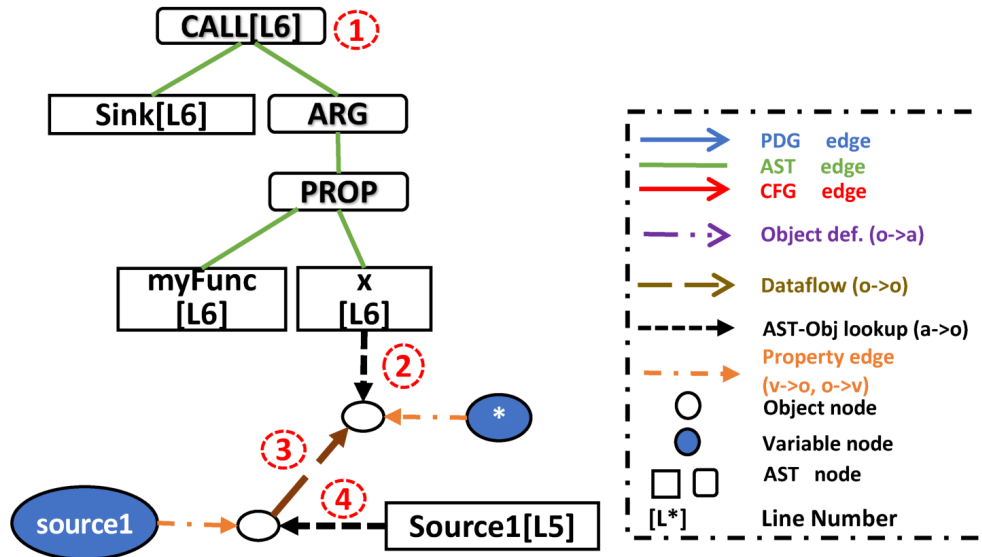 CALL[L6]
1
Sink[L6]
ARG
PROP
myFunc
[L6]
x
[L6]
2
*
3
4
source1
Source1[L5]
PDG edge
AST edge
CFG edge
Object def. (o->a)
Dataflow (o->o)
AST-Obj lookup (a->o)
Property edge
(v->o, o->v)
Object node
Variable node
AST node
[L*] Line Number